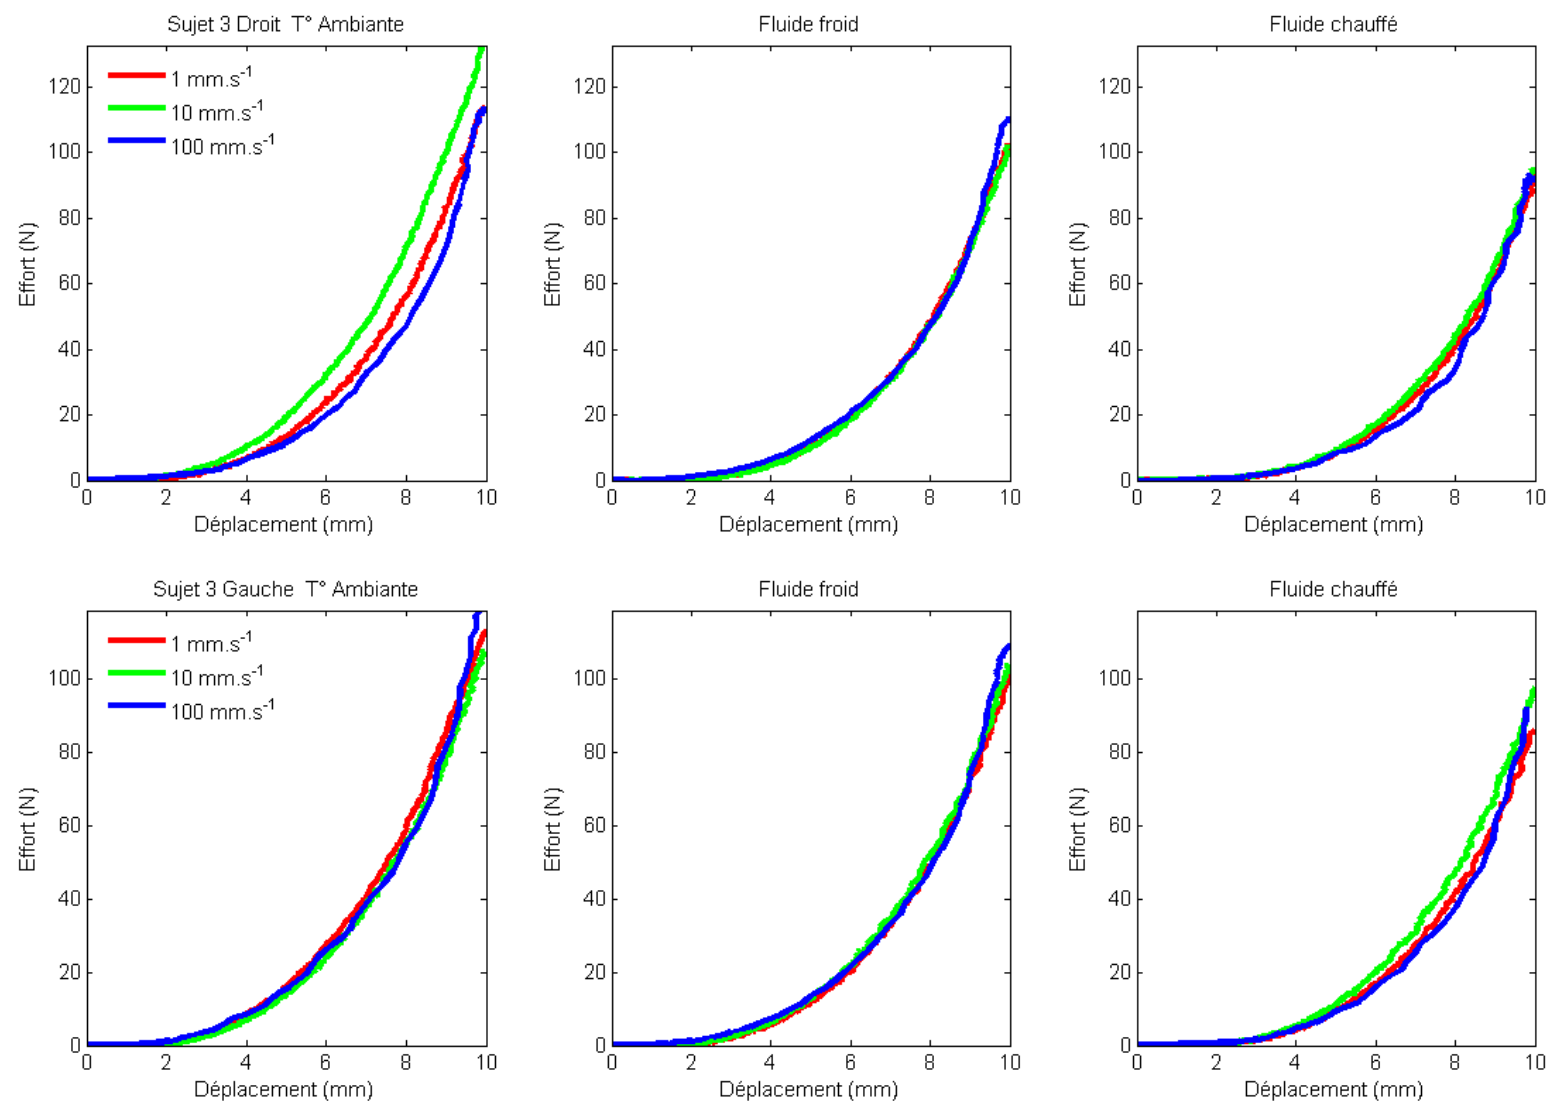 Sujet 3 Droit  T° Ambiante
Effort (N)
120
100
80
60
40
20
0
1 mm.s⁻¹
10 mm.s⁻¹
100 mm.s⁻¹
0 2 4 6 8 10
Déplacement (mm)
Fluide froid
Effort (N)
120
100
80
60
40
20
0
0 2 4 6 8 10
Déplacement (mm)
Fluide chauffé
Effort (N)
120
100
80
60
40
20
0
0 2 4 6 8 10
Déplacement (mm)
Sujet 3 Gauche  T° Ambiante
Effort (N)
100
80
60
40
20
0
1 mm.s⁻¹
10 mm.s⁻¹
100 mm.s⁻¹
0 2 4 6 8 10
Déplacement (mm)
Fluide froid
Effort (N)
100
80
60
40
20
0
0 2 4 6 8 10
Déplacement (mm)
Fluide chauffé
Effort (N)
100
80
60
40
20
0
0 2 4 6 8 10
Déplacement (mm)